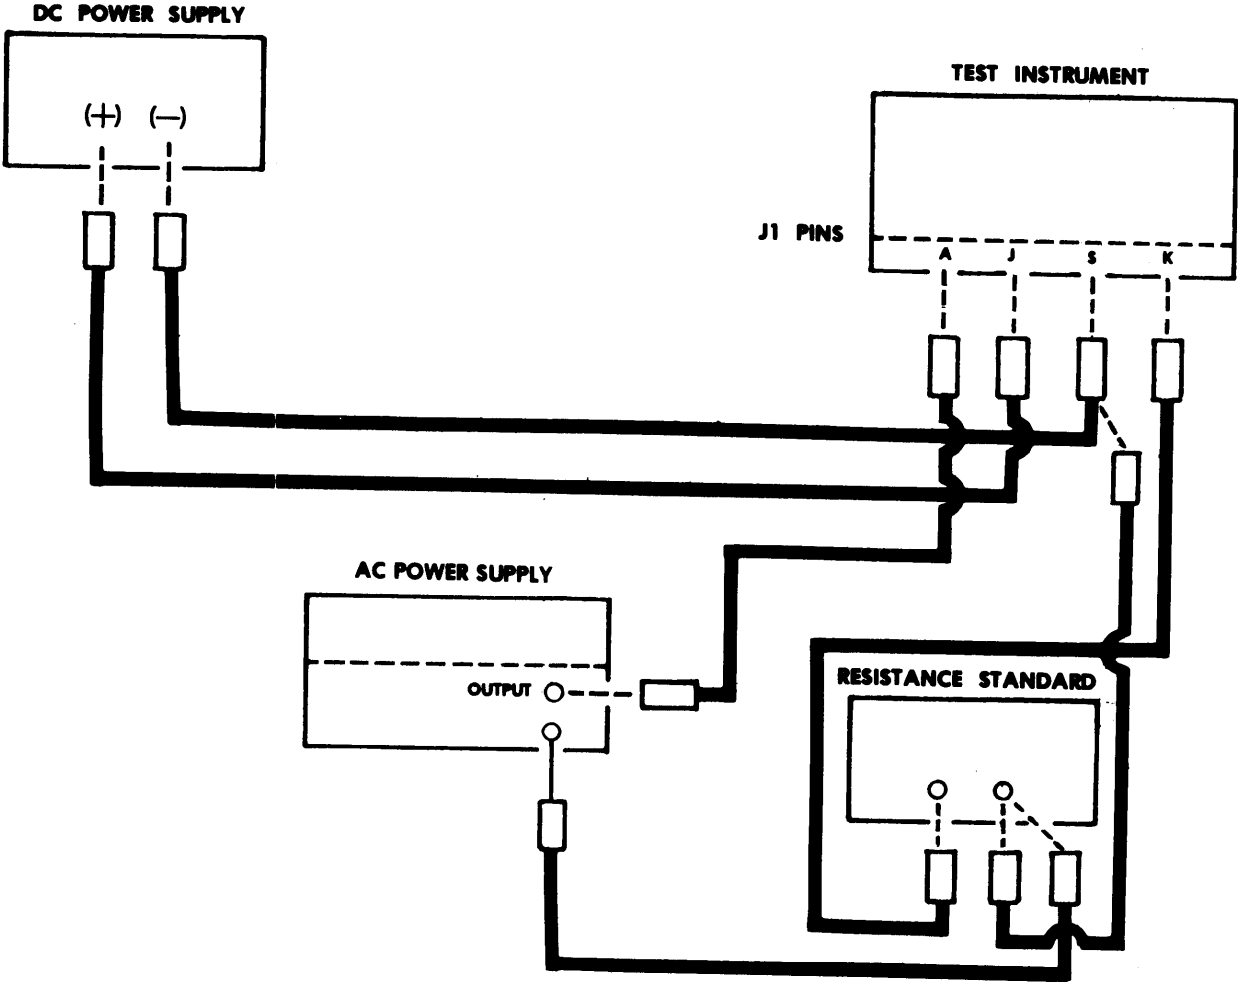 DC POWER SUPPLY
(+) (—)
TEST INSTRUMENT
J1 PINS
A J S K
AC POWER SUPPLY
OUTPUT
RESISTANCE STANDARD